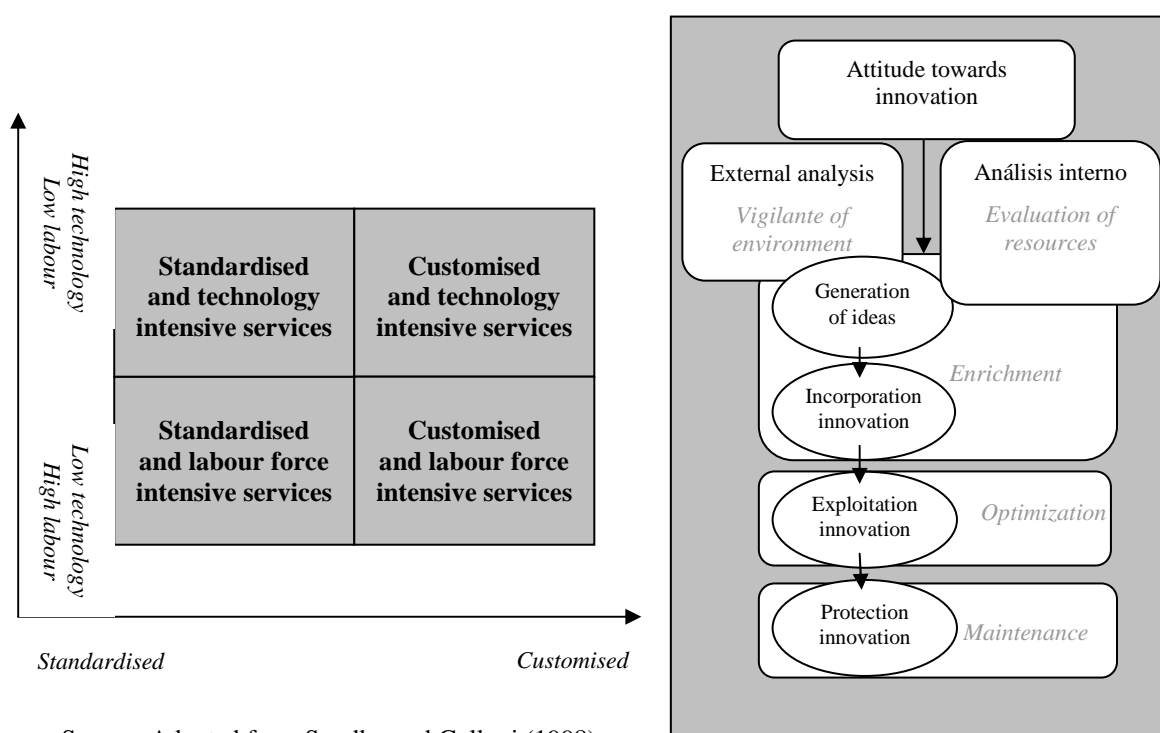 High technology
Low labour
Low technology
High labour
Standardised
and technology
intensive services
Customised
and technology
intensive services
Standardised
and labour force
intensive services
Customised
and labour force
intensive services
Standardised
Customised
Attitude towards
innovation
External analysis
Vigilante of
environment
Análisis interno
Evaluation of
resources
Generation
of ideas
Enrichment
Incorporation
innovation
Exploitation
innovation
Optimization
Protection
innovation
Maintenance